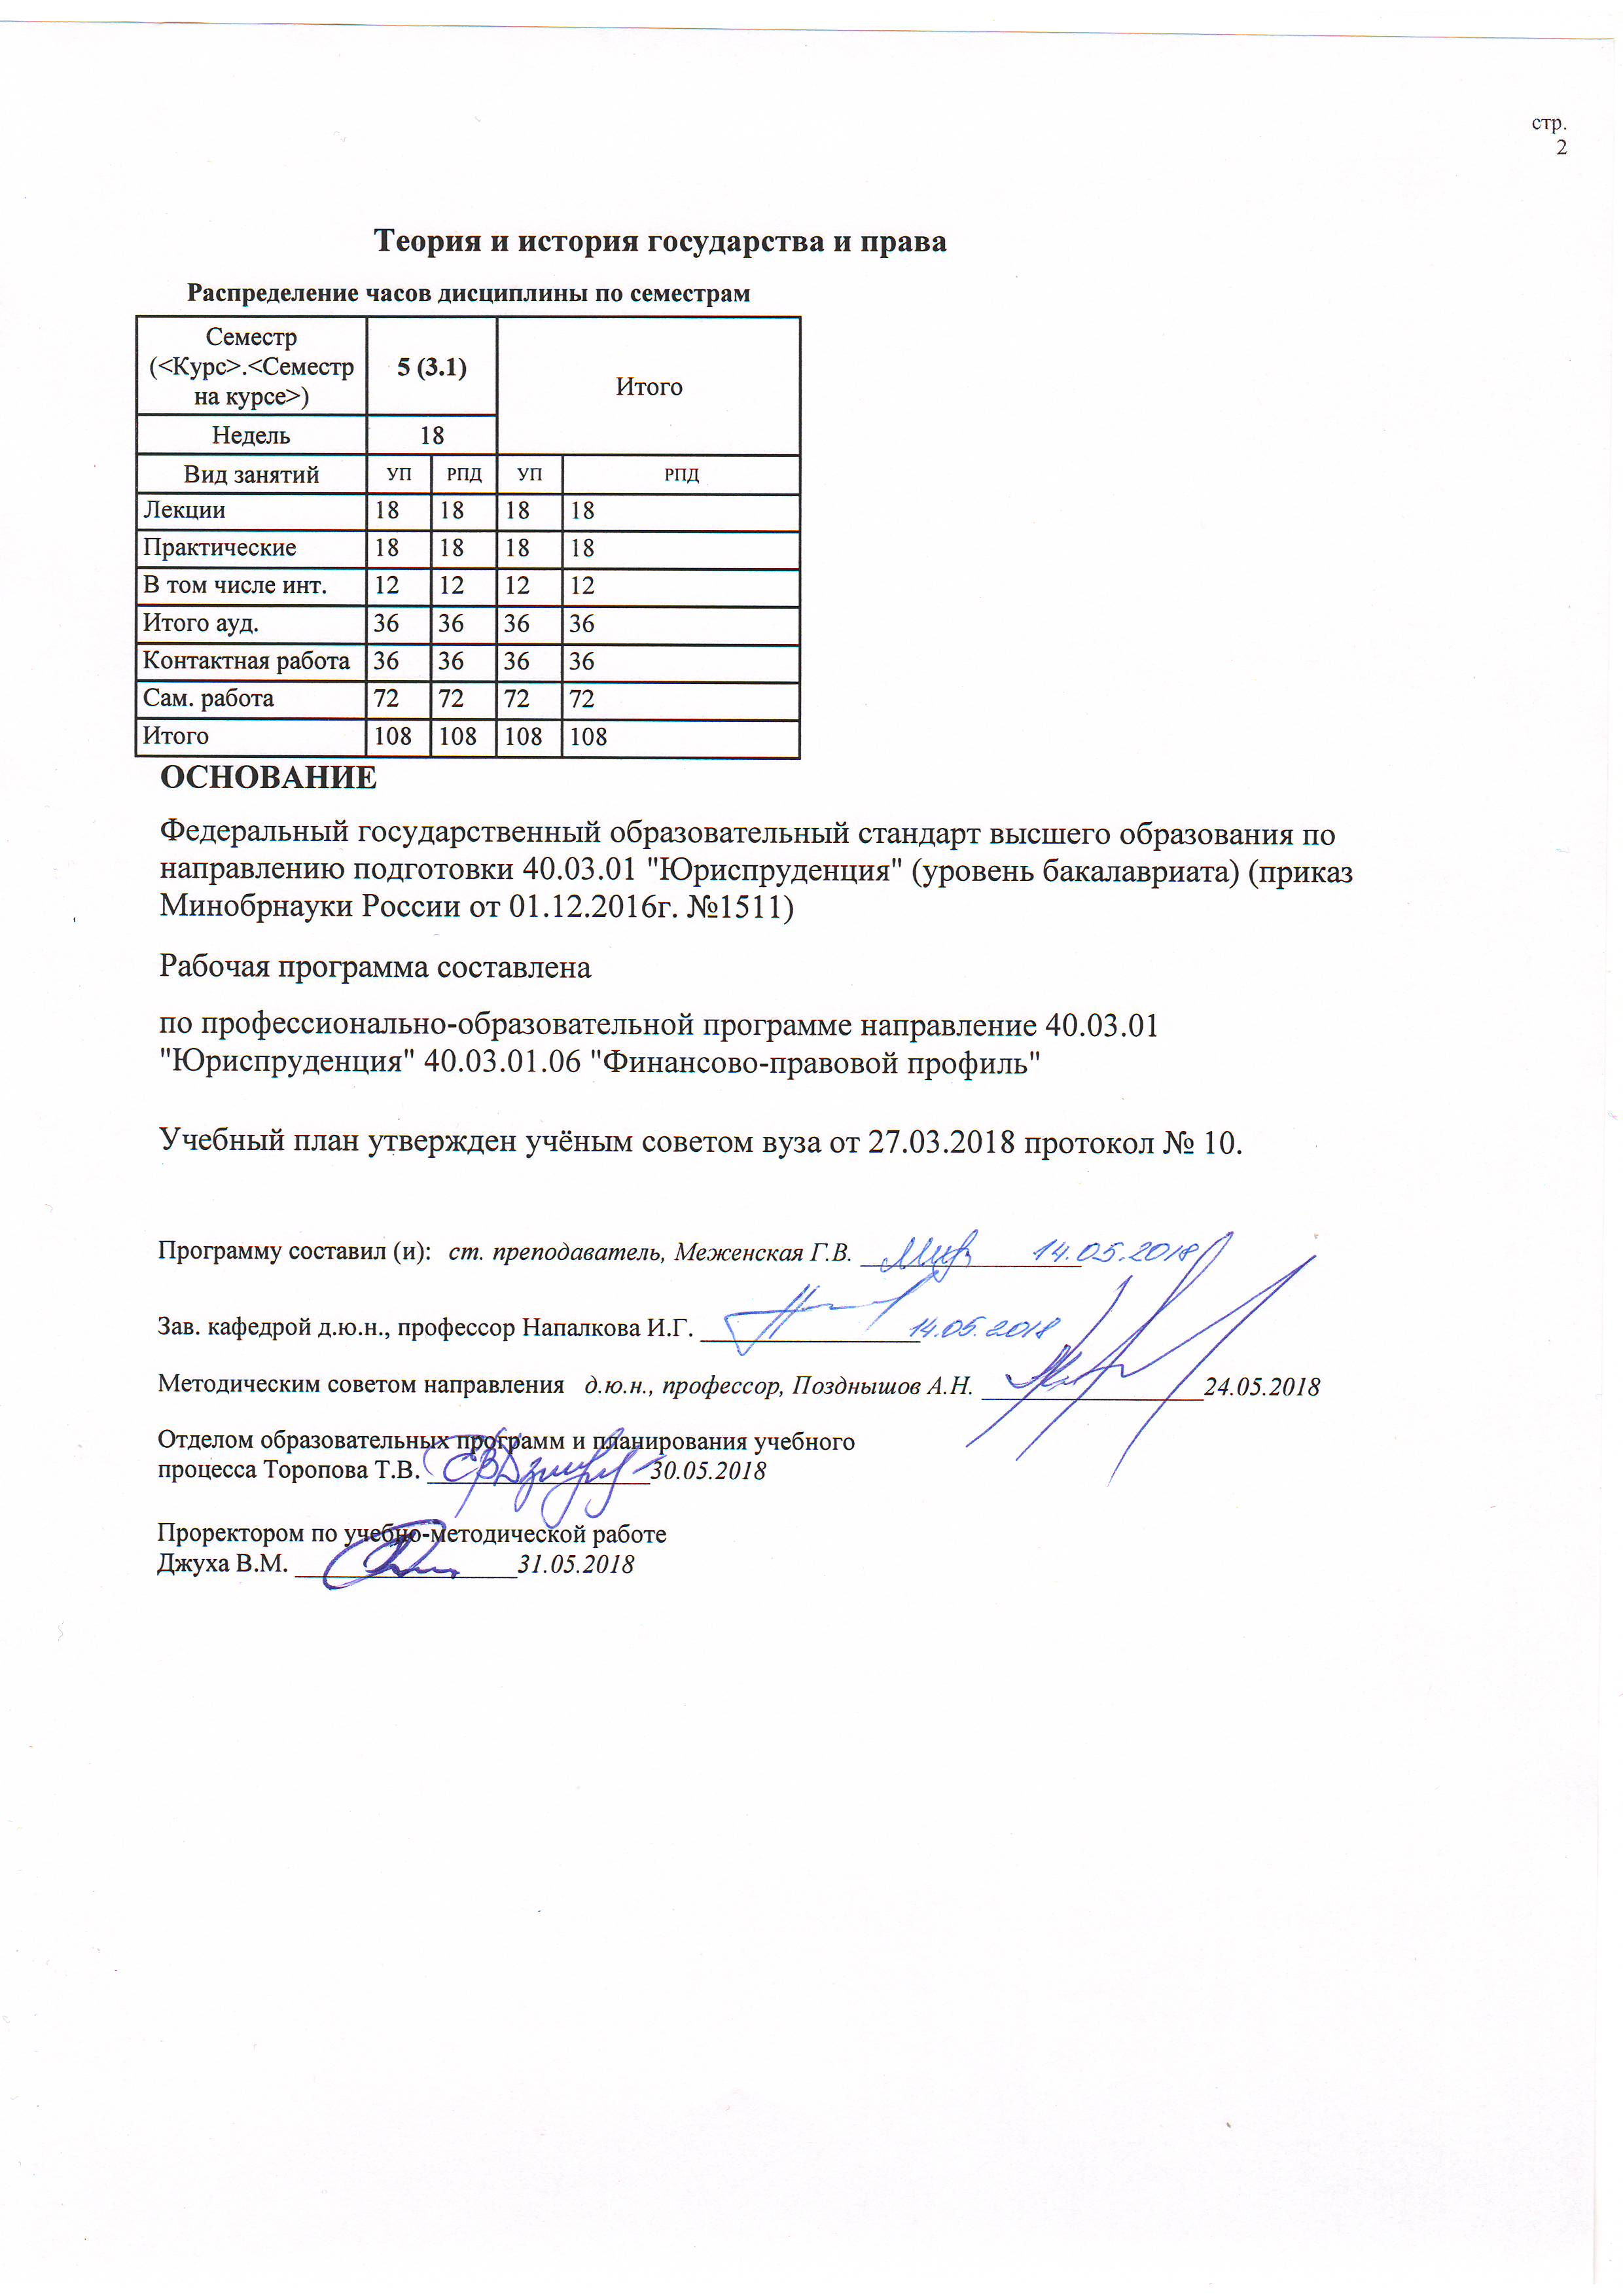 стр.
2
Теория и история государства и права
Распределение часов дисциплины по семестрам
Семестр
(<Курс>.<Семестр
на курсе>)
5 (3.1)
Итого
Недель
18
Вид занятий УП РПД УП РПД
Лекции 18 18 18 18
Практические 18 18 18 18
В том числе инт. 12 12 12 12
Итого ауд. 36 36 36 36
Контактная работа 36 36 36 36
Сам. работа 72 72 72 72
Итого 108 108 108 108
ОСНОВАНИЕ
Федеральный государственный образовательный стандарт высшего образования по
направлению подготовки 40.03.01 "Юриспруденция" (уровень бакалавриата) (приказ
Минобрнауки России от 01.12.2016г. №1511)
Рабочая программа составлена
по профессионально-образовательной программе направление 40.03.01
"Юриспруденция" 40.03.01.06 "Финансово-правовой профиль"
Учебный план утвержден учёным советом вуза от 27.03.2018 протокол № 10.
Программу составил (и): ст. преподаватель, Меженская Г.В. 14.05.2018
Зав. кафедрой д.ю.н., профессор Напалкова И.Г. 14.05.2018
Методическим советом направления д.ю.н., профессор, Позднышов А.Н. 24.05.2018
Отделом образовательных программ и планирования учебного
процесса Торопова Т.В. 30.05.2018
Проректором по учебно-методической работе
Джуха В.М. 31.05.2018